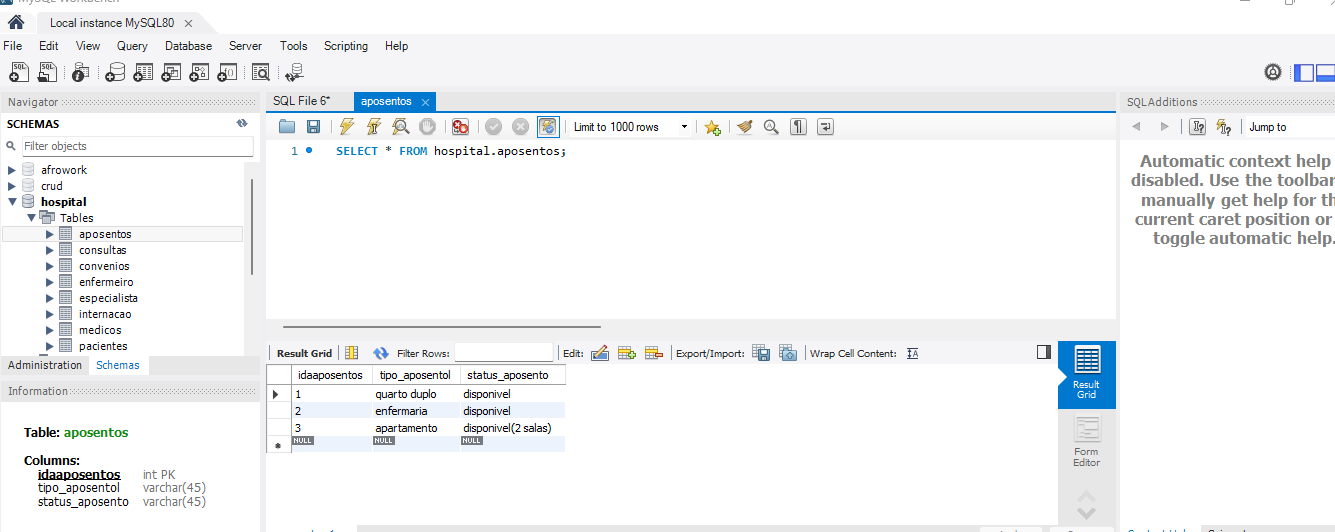 MySQL Workbench
Local instance MySQL80
File Edit View Query Database Server Tools Scripting Help
Navigator
SCHEMAS
Filter objects
afrowork
crud
hospital
Tables
aposentos
consultas
convenios
enfermeiro
especialista
internacao
medicos
pacientes
Administration Schemas
Information
Table: aposentos
Columns:
idaaposentos int PK
tipo_aposentol varchar(45)
status_aposento varchar(45)
SQL File 6* aposentos
Limit to 1000 rows
1 SELECT * FROM hospital.aposentos;
Result Grid Filter Rows: Edit: Export/Import: Wrap Cell Content:
idaaposentos tipo_aposentol status_aposento
1 quarto duplo disponivel
2 enfermaria disponivel
3 apartamento disponivel(2 salas)
NULL NULL NULL
Result
Grid
Form
Editor
SQLAdditions
Jump to
Automatic context help
disabled. Use the toolbar
manually get help for th
current caret position or
toggle automatic help.